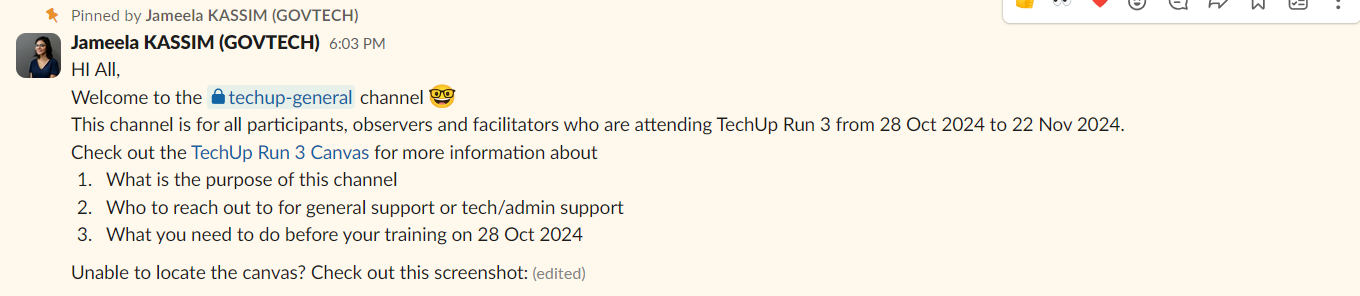 Pinned by Jameela KASSIM (GOVTECH)
Jameela KASSIM (GOVTECH) 6:03 PM
HI All,
Welcome to the techup-general channel 🤓
This channel is for all participants, observers and facilitators who are attending TechUp Run 3 from 28 Oct 2024 to 22 Nov 2024.
Check out the TechUp Run 3 Canvas for more information about
1. What is the purpose of this channel
2. Who to reach out to for general support or tech/admin support
3. What you need to do before your training on 28 Oct 2024
Unable to locate the canvas? Check out this screenshot: (edited)